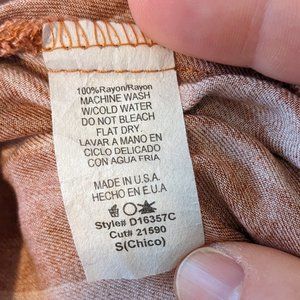 100%Rayon/Rayon
MACHINE WASH
W/COLD WATER
DO NOT BLEACH
FLAT DRY.
LAVAR A MANO EN
CICLO DELICADO
CON AGUA FRIA
MADE IN U.S.A.
HECHO EN E.U.A
Style# D16357C
Cut# 21590
S(Chico)